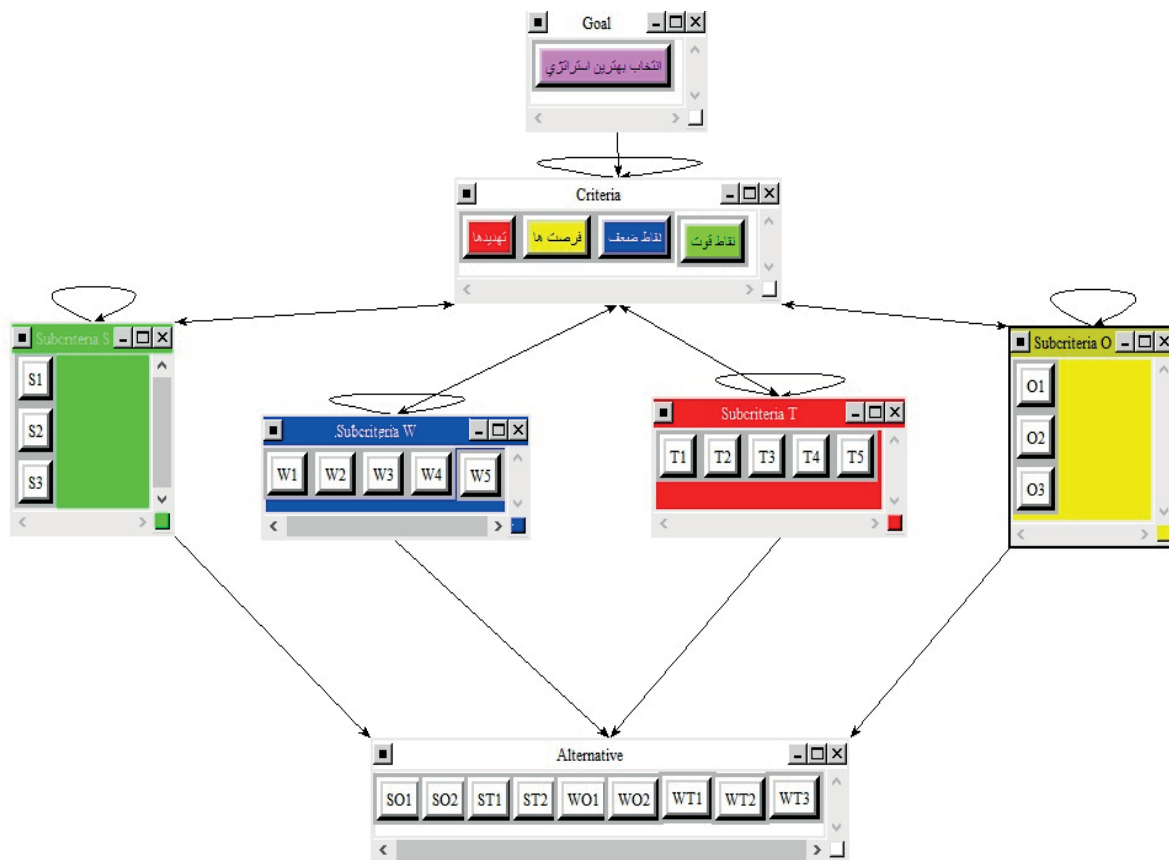 Goal
انتخاب بهترین استراتژي
Criteria
تهدیدها فرصت ها نقاط ضعف نقاط قوت
Subcriteria S
S1
S2
S3
.Subcriteria W
W1 W2 W3 W4 W5
Subcriteria T
T1 T2 T3 T4 T5
Subcriteria O
O1
O2
O3
Alternative
SO1 SO2 ST1 ST2 WO1 WO2 WT1 WT2 WT3